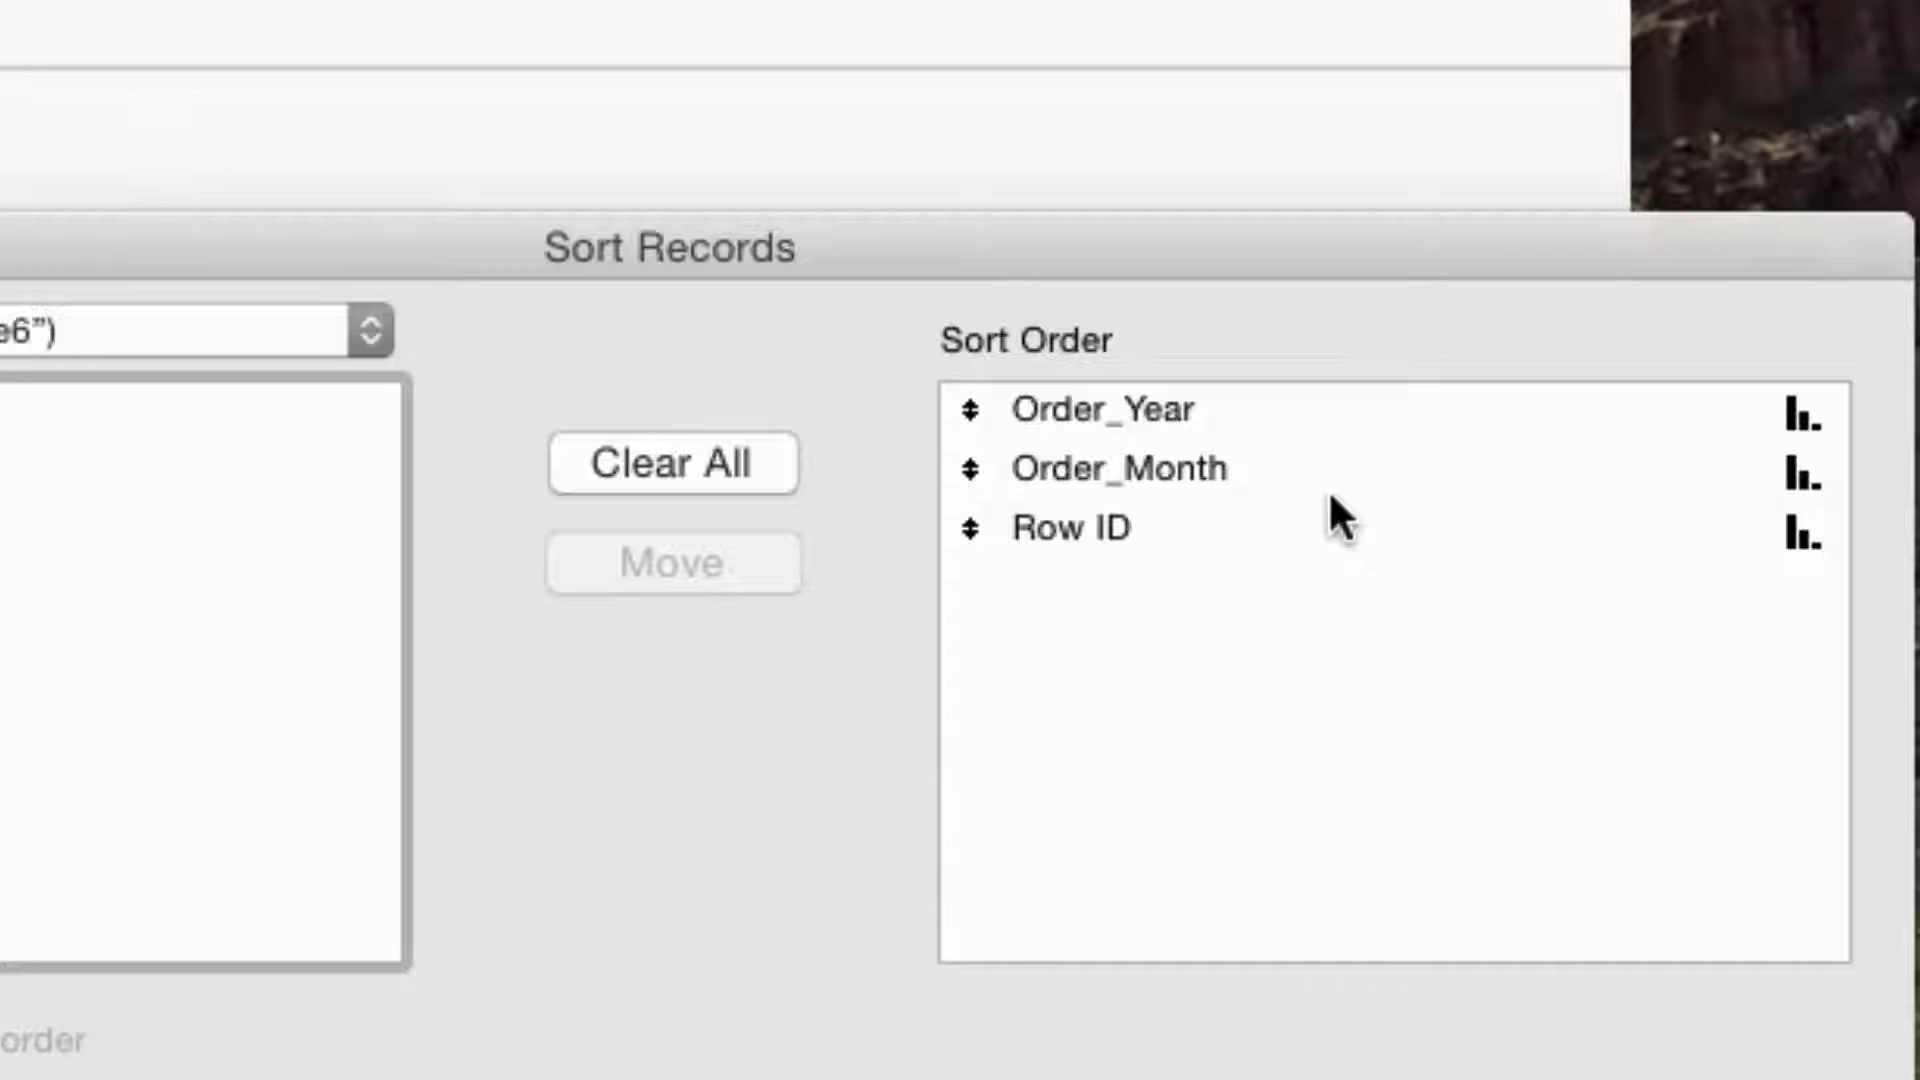 Sort Records
e6”)
Sort Order
Order_Year
Clear All
Order_Month
Row ID
Move
order